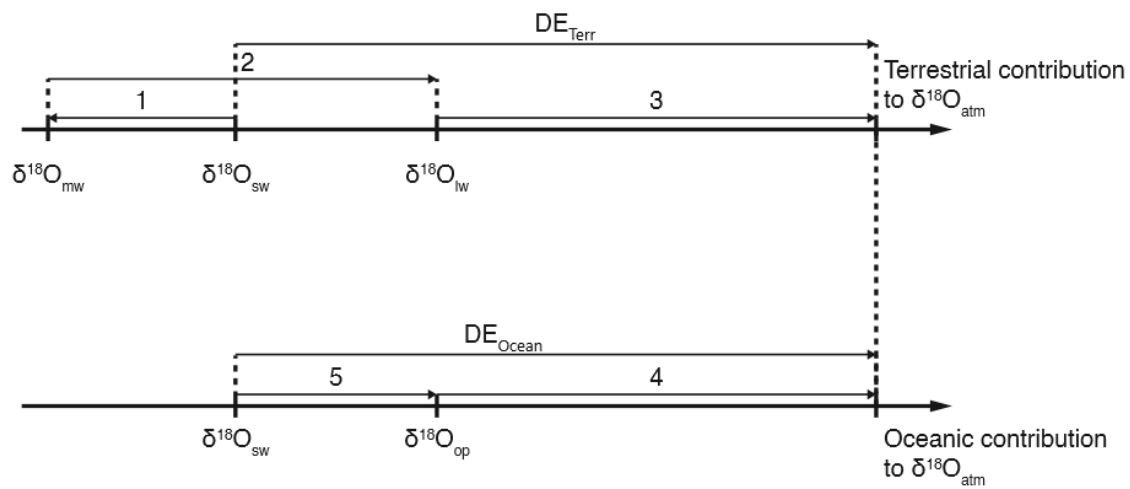 DE_Terr
2
Terrestrial contribution
to δ¹⁸O_atm
1
3
δ¹⁸O_mw
δ¹⁸O_sw
δ¹⁸O_lw
DE_Ocean
5
4
δ¹⁸O_sw
δ¹⁸O_op
Oceanic contribution
to δ¹⁸O_atm